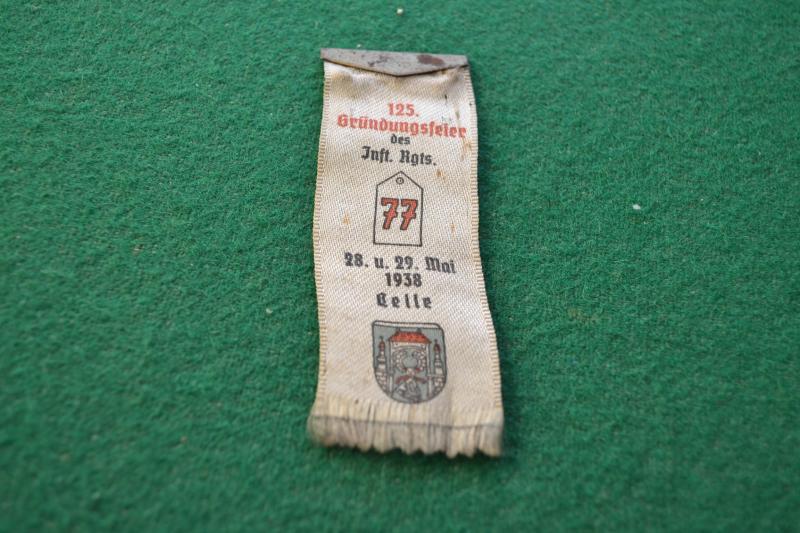 125.
Gründungsfeier
des
Inft. Rgts.
77
28. u. 29. Mai
1938
Celle